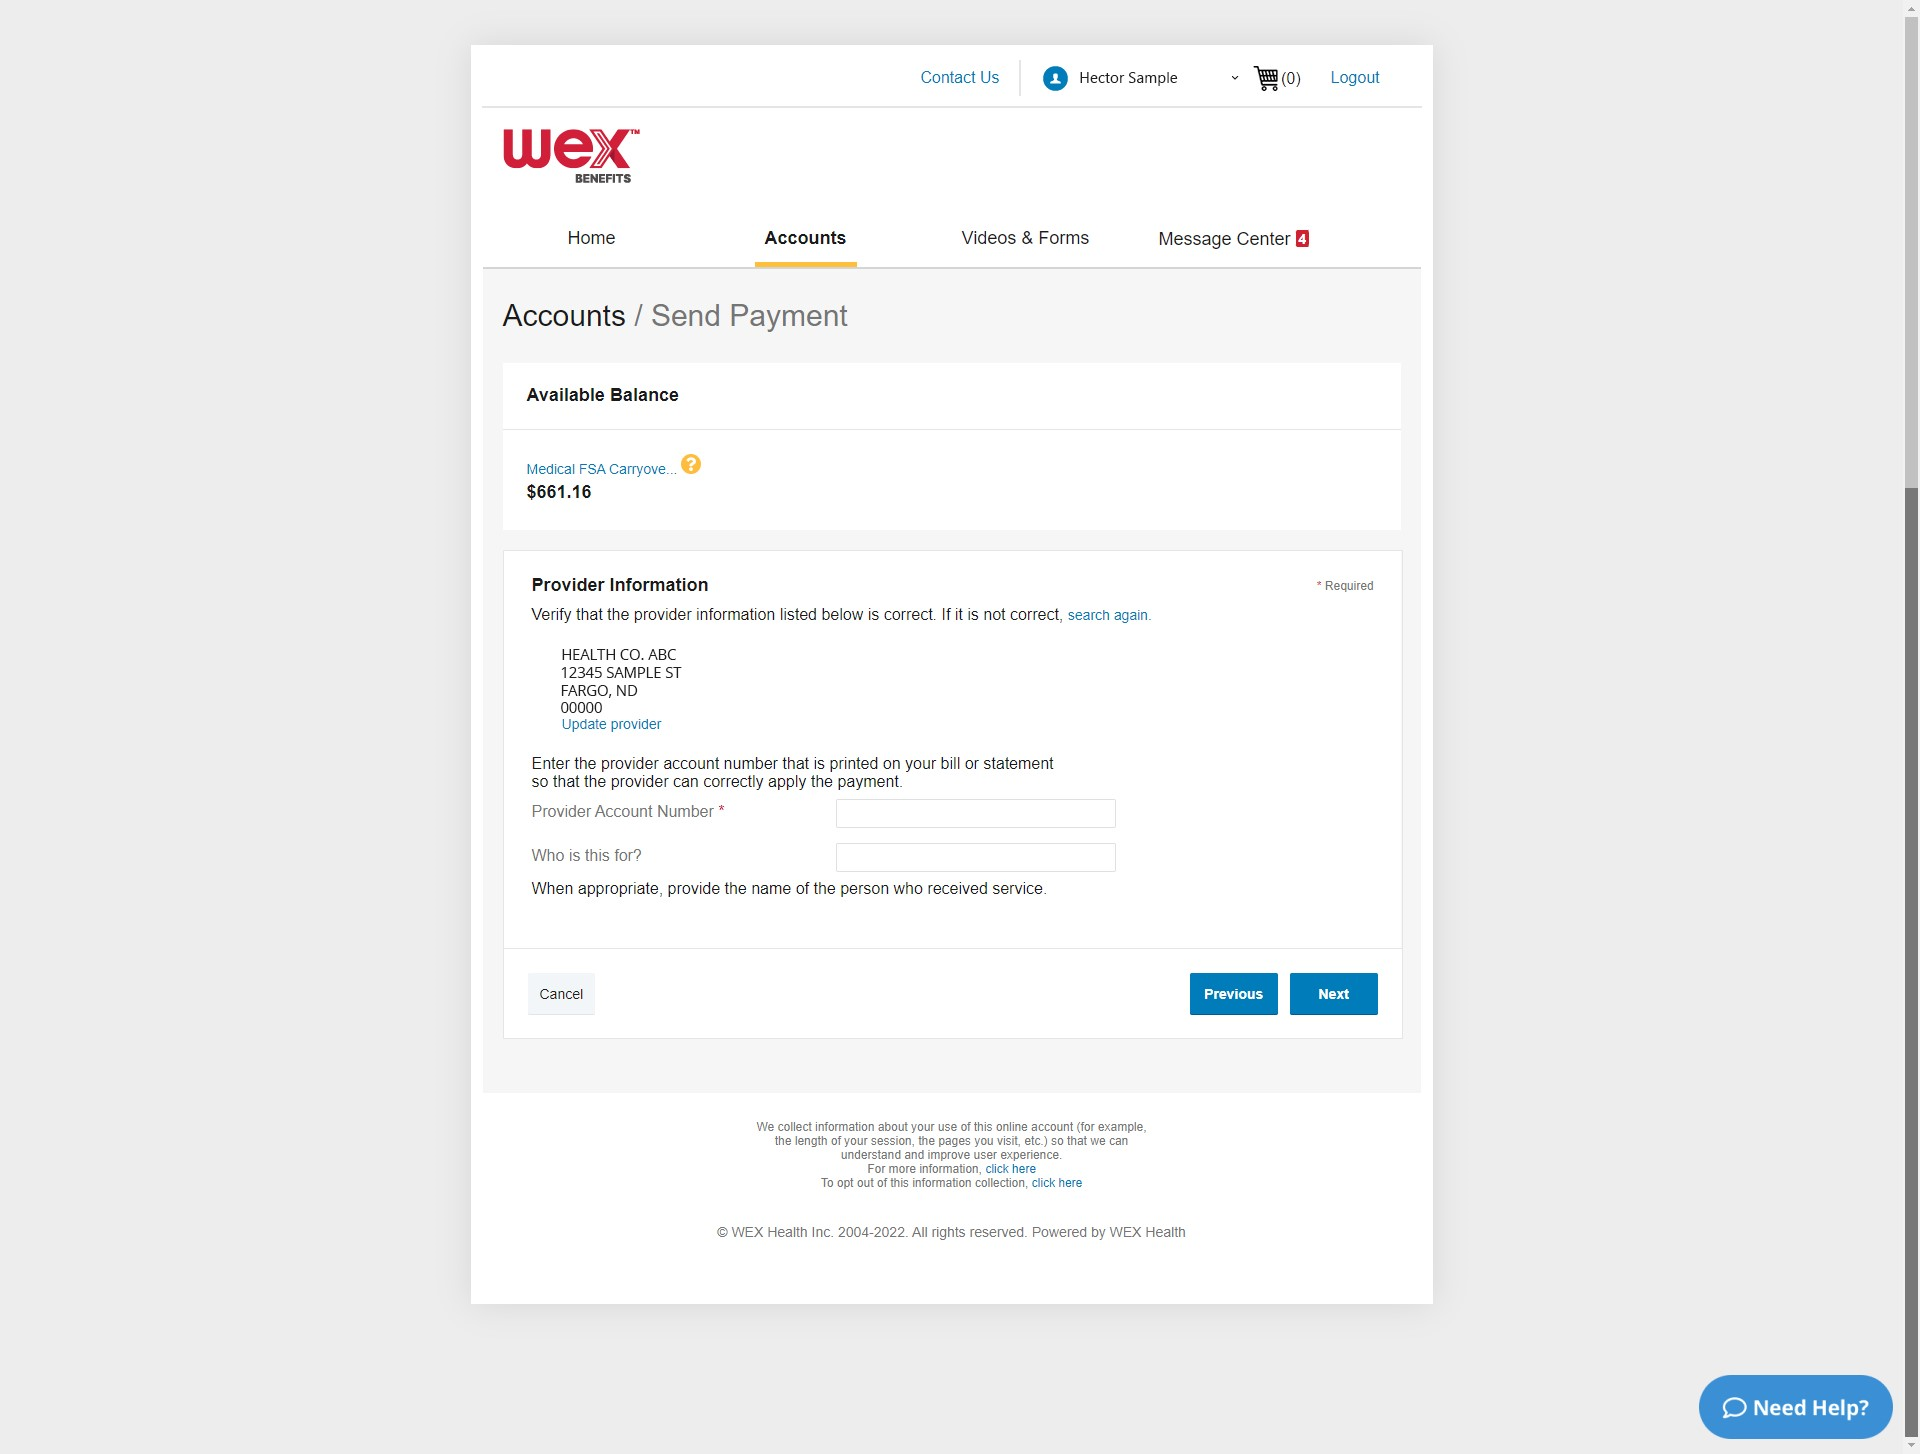 Contact Us
Hector Sample
(0)
Logout
wex™
BENEFITS
Home
Accounts
Videos & Forms
Message Center 4
Accounts / Send Payment
Available Balance
Medical FSA Carryove... ?
$661.16
Provider Information
* Required
Verify that the provider information listed below is correct. If it is not correct, search again.
HEALTH CO. ABC
12345 SAMPLE ST
FARGO, ND
00000
Update provider
Enter the provider account number that is printed on your bill or statement
so that the provider can correctly apply the payment.
Provider Account Number *
Who is this for?
When appropriate, provide the name of the person who received service.
Cancel
Previous
Next
We collect information about your use of this online account (for example,
the length of your session, the pages you visit, etc.) so that we can
understand and improve user experience.
For more information, click here
To opt out of this information collection, click here
© WEX Health Inc. 2004-2022. All rights reserved. Powered by WEX Health
Need Help?